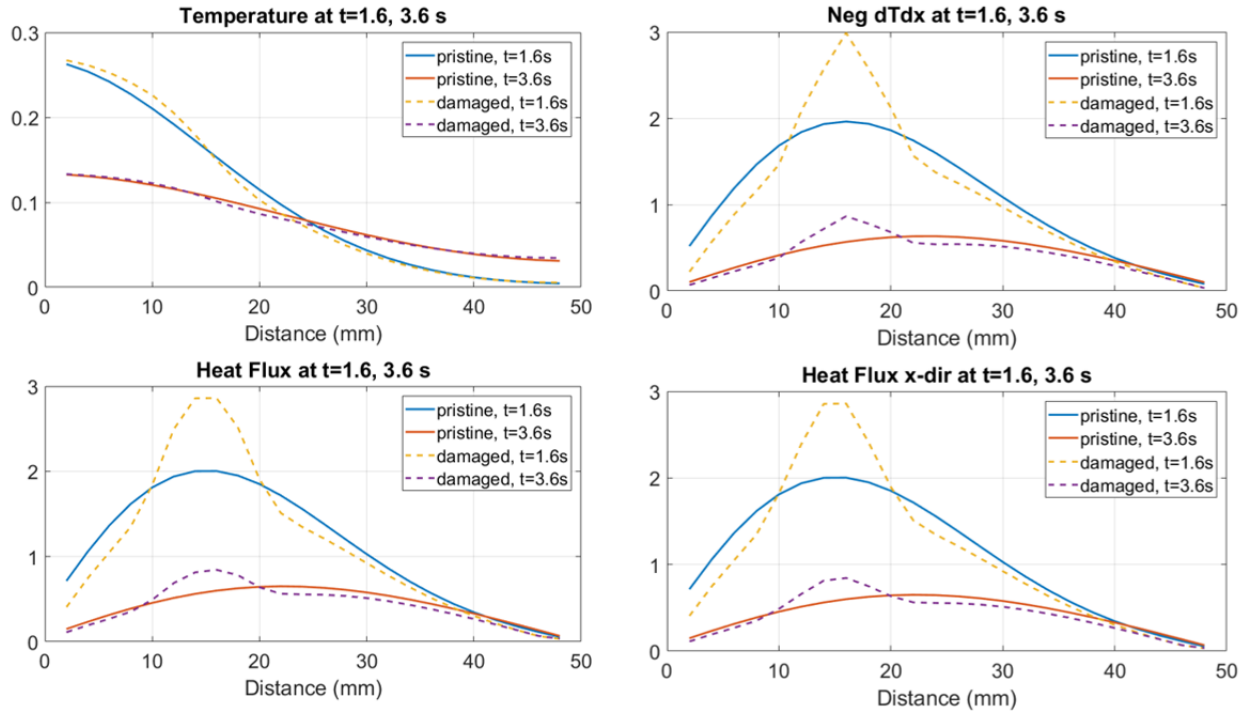 Temperature at t=1.6, 3.6 s
0.3
0.2
0.1
0
pristine, t=1.6s
pristine, t=3.6s
damaged, t=1.6s
damaged, t=3.6s
0 10 20 30 40 50
Distance (mm)
Neg dTdx at t=1.6, 3.6 s
3
2
1
0
pristine, t=1.6s
pristine, t=3.6s
damaged, t=1.6s
damaged, t=3.6s
0 10 20 30 40 50
Distance (mm)
Heat Flux at t=1.6, 3.6 s
3
2
1
0
pristine, t=1.6s
pristine, t=3.6s
damaged, t=1.6s
damaged, t=3.6s
0 10 20 30 40 50
Distance (mm)
Heat Flux x-dir at t=1.6, 3.6 s
3
2
1
0
pristine, t=1.6s
pristine, t=3.6s
damaged, t=1.6s
damaged, t=3.6s
0 10 20 30 40 50
Distance (mm)